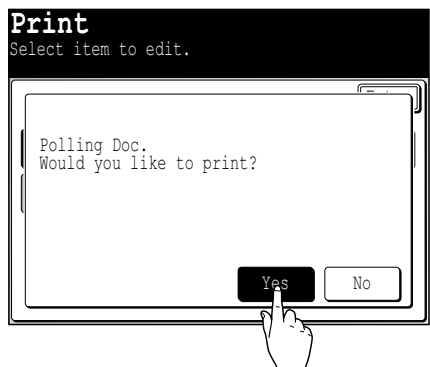 Print
Select item to edit.
Polling Doc.
Would you like to print?
Yes
No